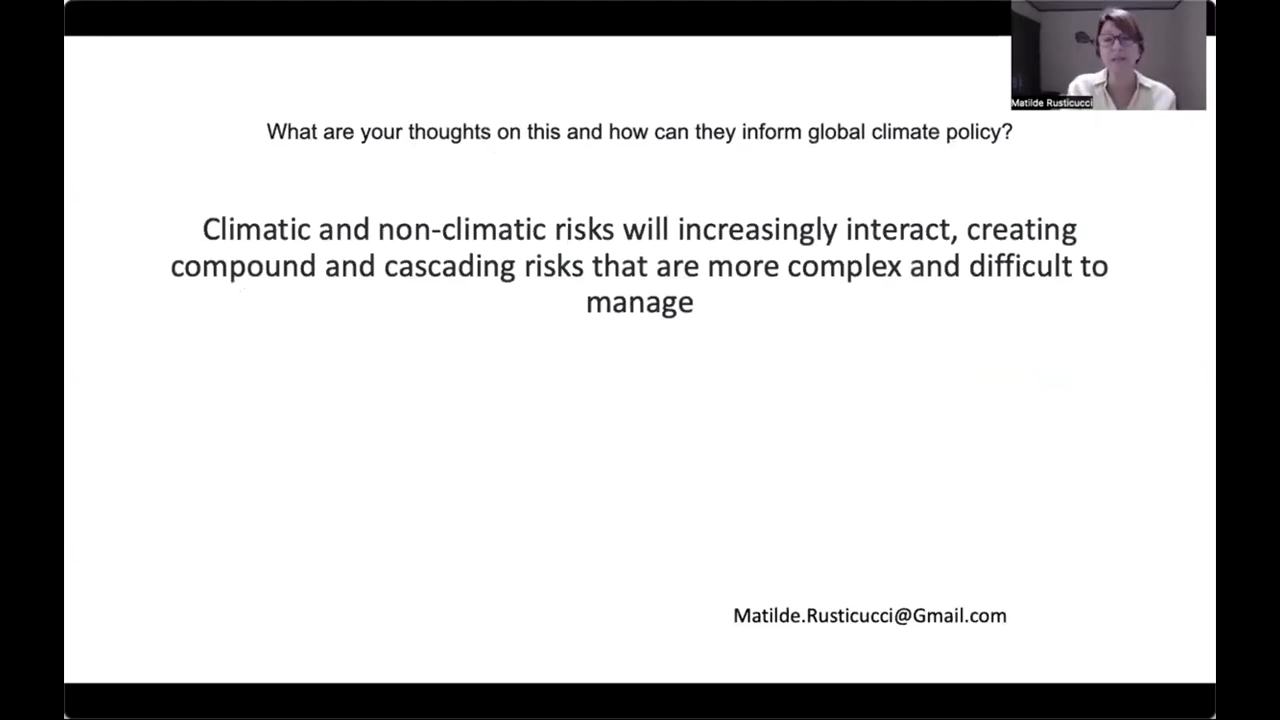 Matilde Rusticucci
What are your thoughts on this and how can they inform global climate policy?
Climatic and non-climatic risks will increasingly interact, creating
compound and cascading risks that are more complex and difficult to
manage
Matilde.Rusticucci@Gmail.com